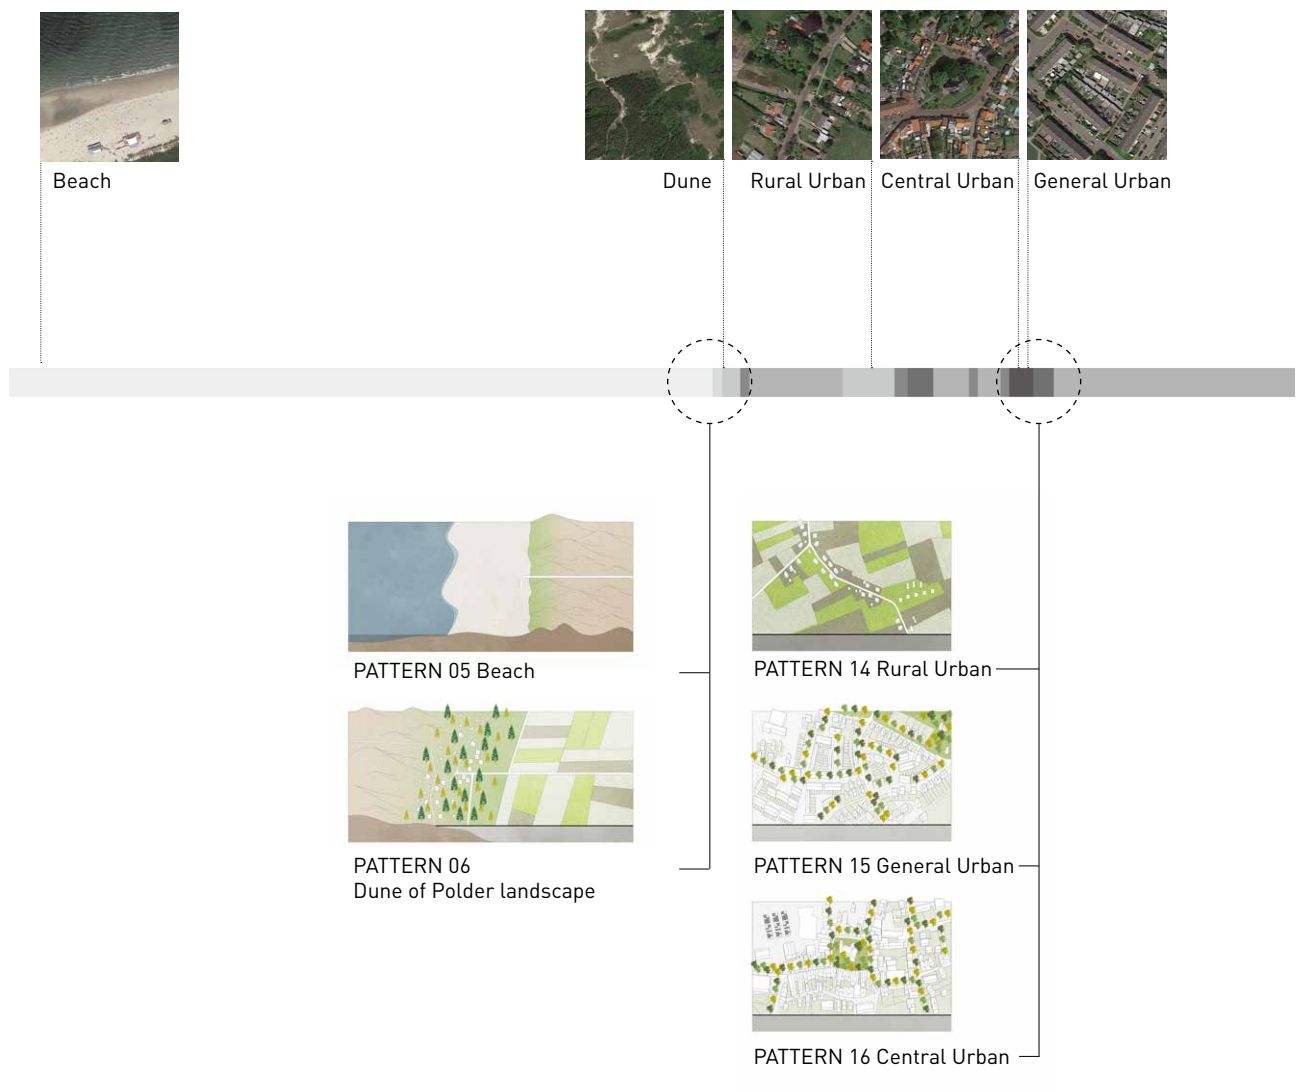 Beach
Dune
Rural Urban
Central Urban
General Urban
PATTERN 05 Beach
PATTERN 06
Dune of Polder landscape
PATTERN 14 Rural Urban
PATTERN 15 General Urban
PATTERN 16 Central Urban